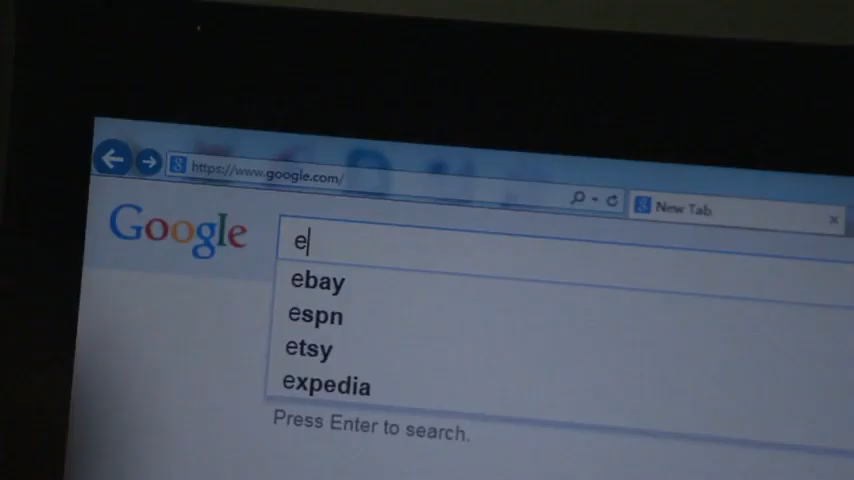 https://www.google.com/
New Tab
Google
e
ebay
espn
etsy
expedia
Press Enter to search.